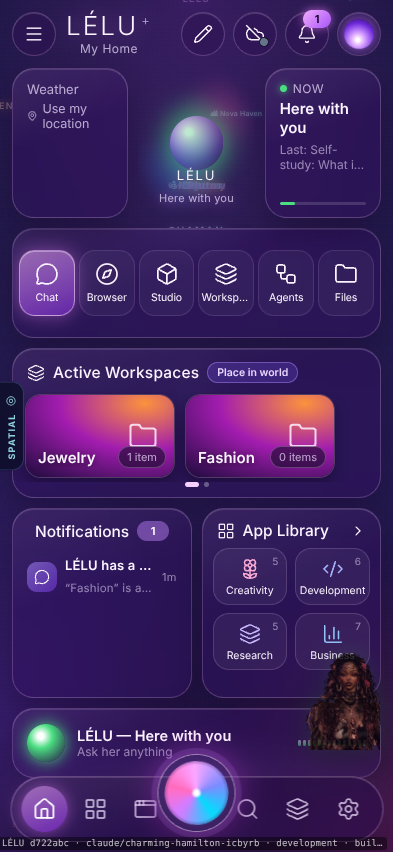 LÉLU +
My Home
1
Weather
Use my
location
Nova Haven
LÉLU
Here with you
NOW
Here with
you
Last: Self-
study: What i...
Chat
Browser
Studio
Worksp...
Agents
Files
Active Workspaces
Place in world
SPATIAL
Jewelry
1 item
Fashion
0 items
Notifications
1
LÉLU has a ...
"Fashion" is a...
1m
App Library
5
Creativity
6
Development
5
Research
7
Business
LÉLU — Here with you
Ask her anything
LÉLU d722abc · claude/charming-hamilton-icbyrb · development · buil…